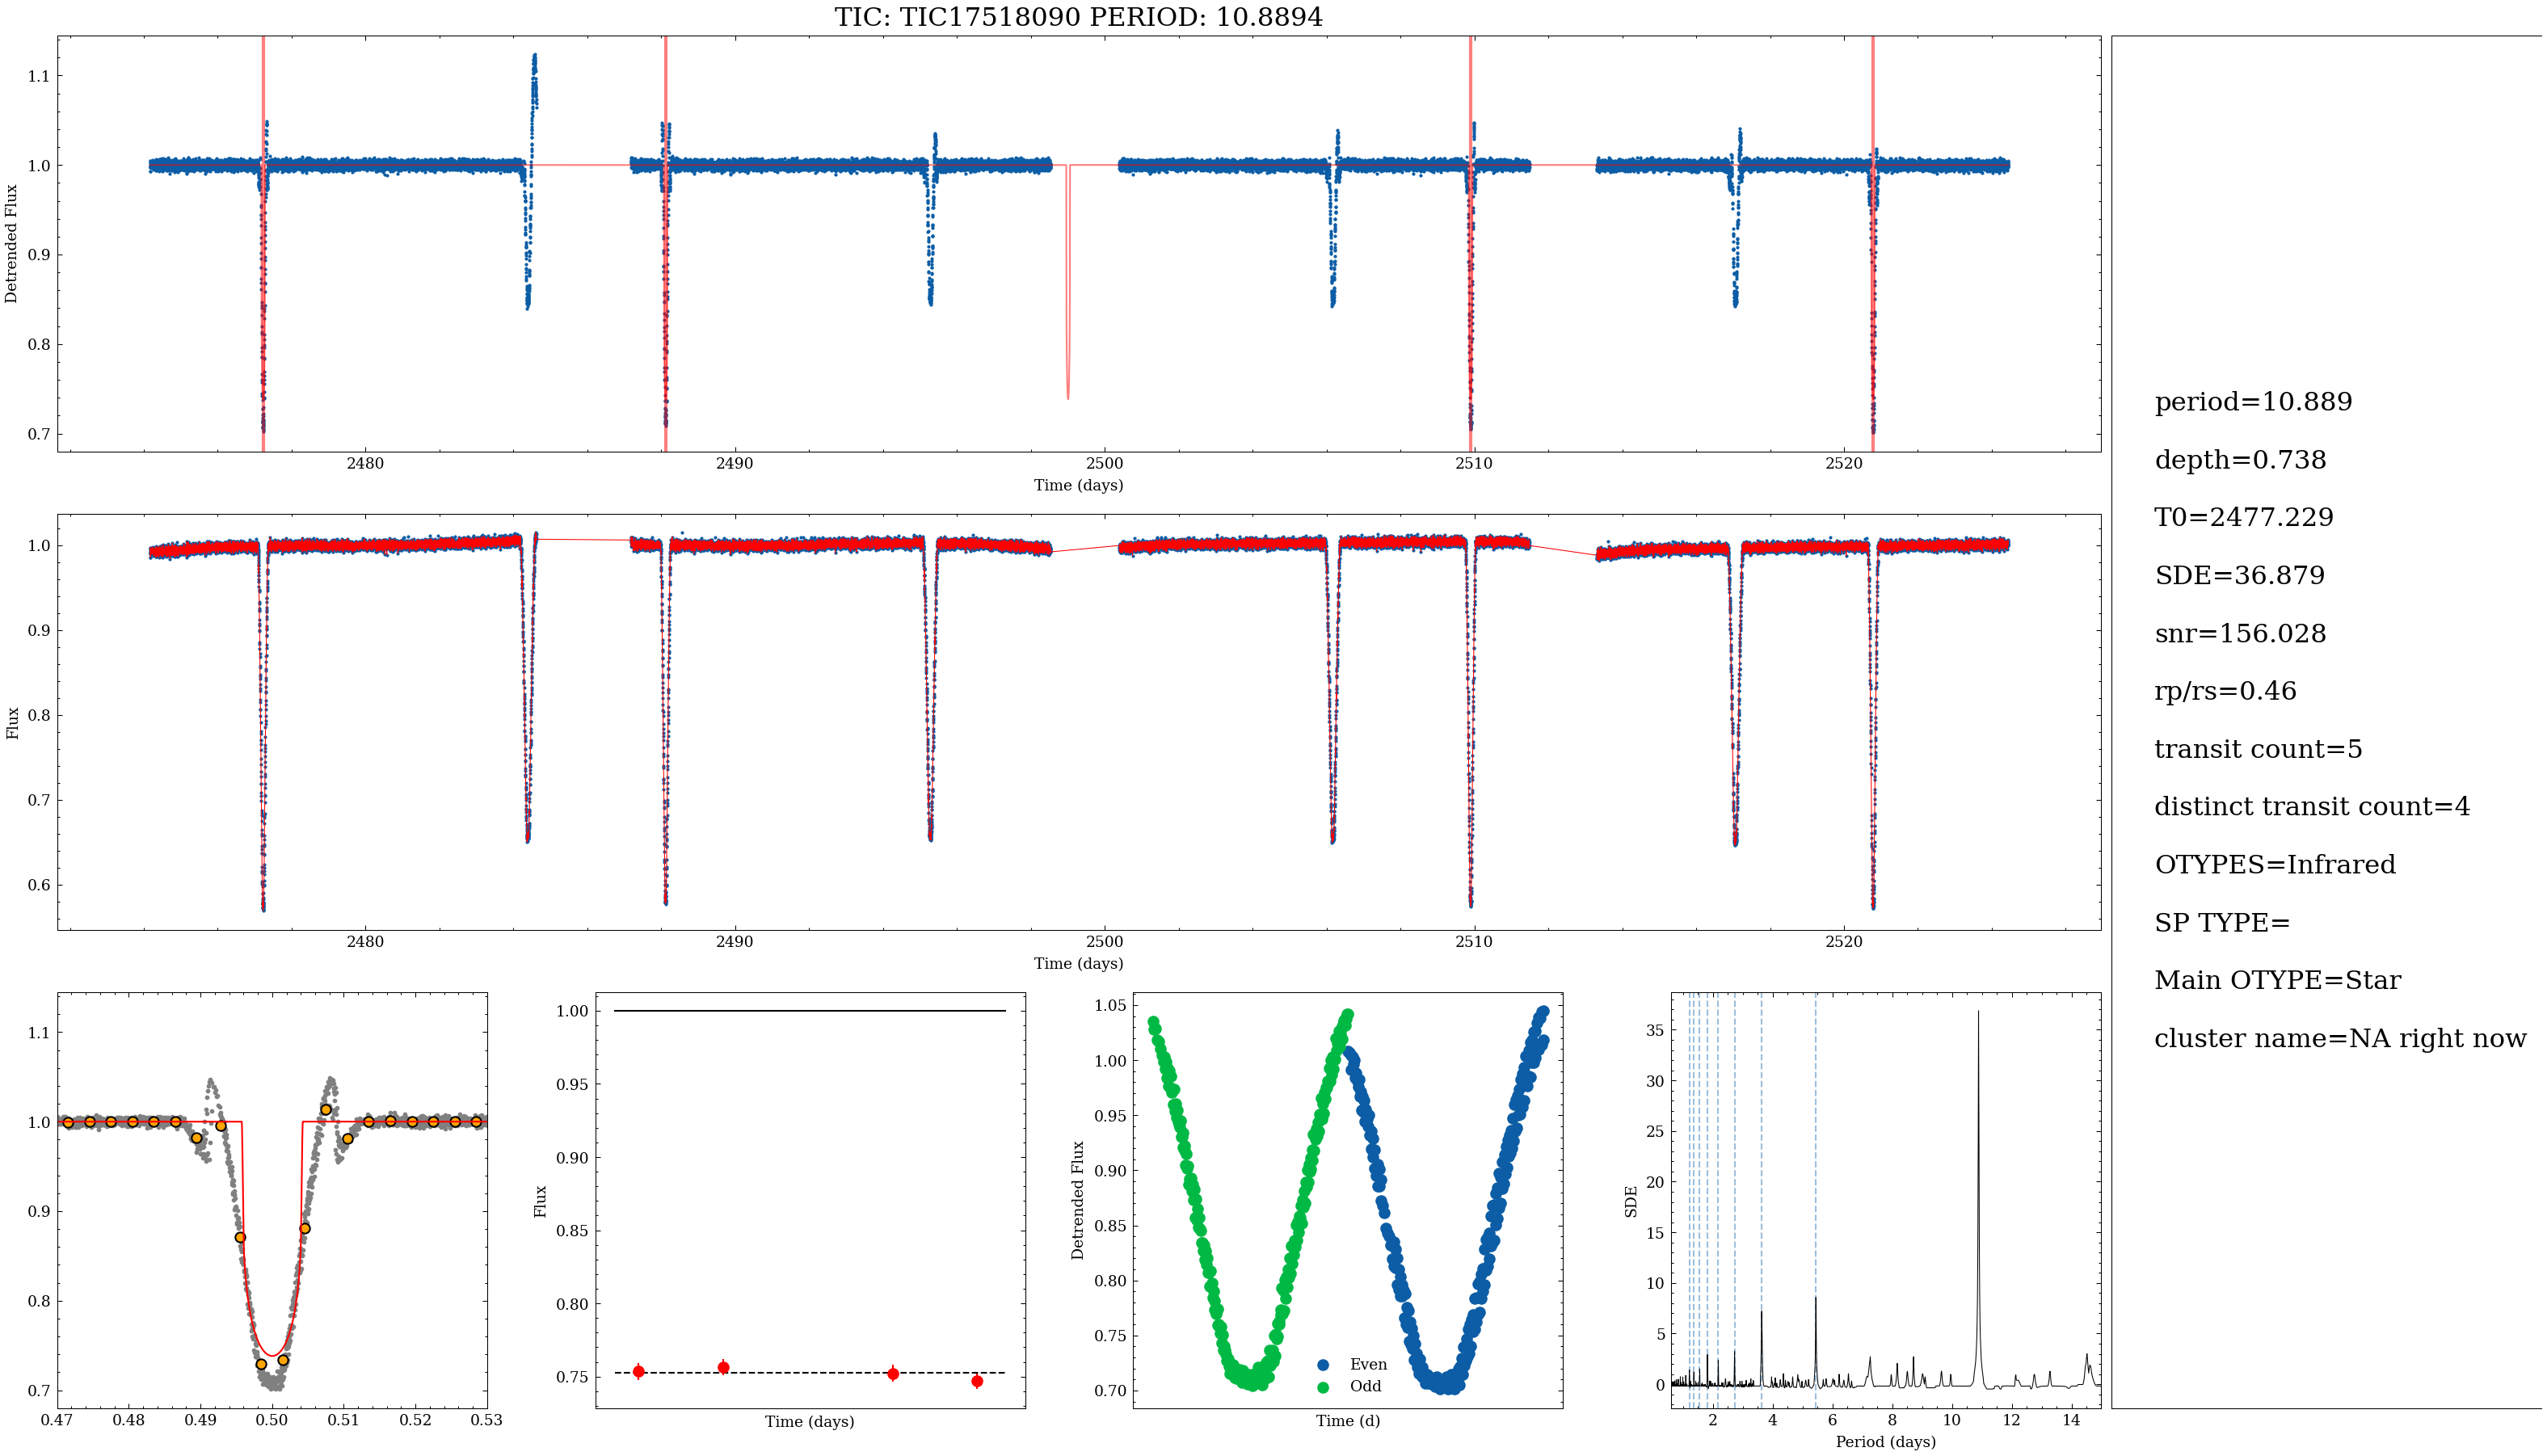 TIC: TIC17518090 PERIOD: 10.8894
Detrended Flux
1.1
1.0
0.9
0.8
0.7
2480
2490
2500
2510
2520
Time (days)
Flux
1.0
0.9
0.8
0.7
0.6
2480
2490
2500
2510
2520
Time (days)
1.1
1.0
0.9
0.8
0.7
0.47
0.48
0.49
0.50
0.51
0.52
0.53
Flux
1.00
0.95
0.90
0.85
0.80
0.75
Time (days)
Detrended Flux
1.05
1.00
0.95
0.90
0.85
0.80
0.75
0.70
Even
Odd
Time (d)
SDE
35
30
25
20
15
10
5
0
2
4
6
8
10
12
14
Period (days)
period=10.889
depth=0.738
T0=2477.229
SDE=36.879
snr=156.028
rp/rs=0.46
transit count=5
distinct transit count=4
OTYPES=Infrared
SP TYPE=
Main OTYPE=Star
cluster name=NA right now